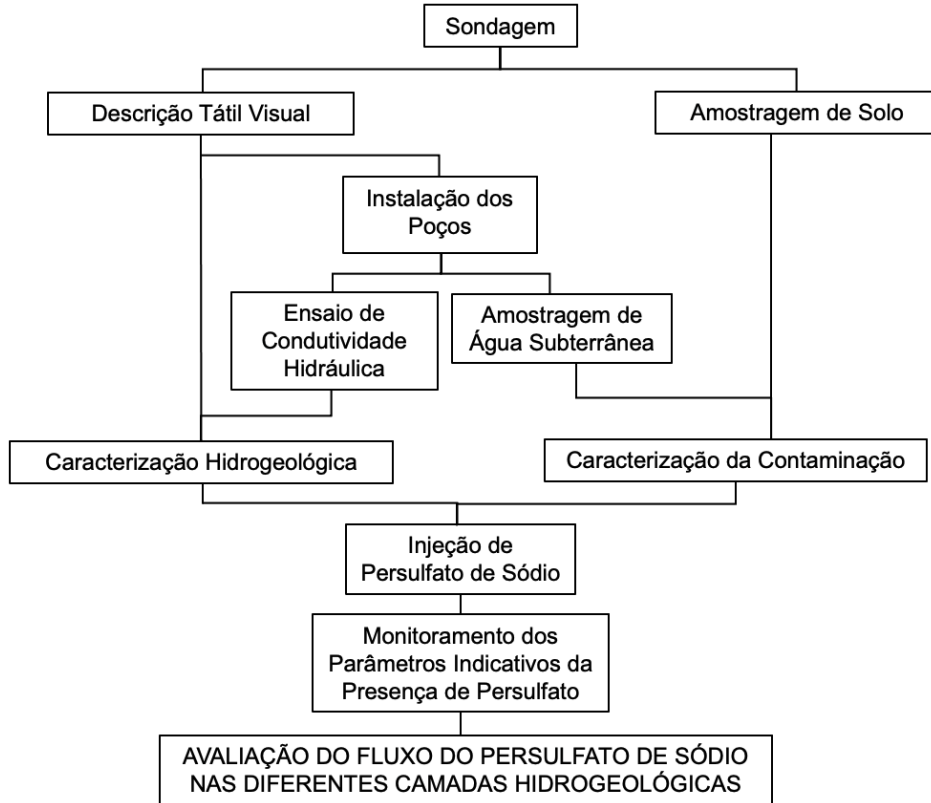 Sondagem
Descrição Tátil Visual
Amostragem de Solo
Instalação dos
Poços
Ensaio de
Condutividade
Hidráulica
Amostragem de
Água Subterrânea
Caracterização Hidrogeológica
Caracterização da Contaminação
Injeção de
Persulfato de Sódio
Monitoramento dos
Parâmetros Indicativos da
Presença de Persulfato
AVALIAÇÃO DO FLUXO DO PERSULFATO DE SÓDIO
NAS DIFERENTES CAMADAS HIDROGEOLÓGICAS